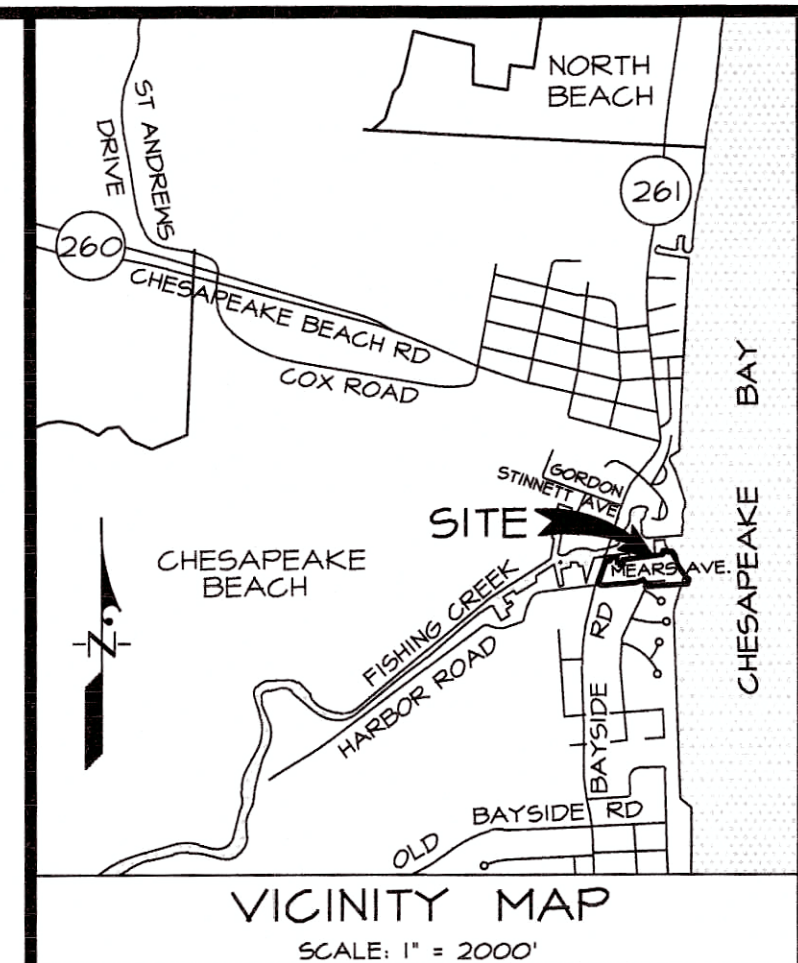 NORTH
BEACH
ST ANDREWS
DRIVE
261
260
CHESAPEAKE BEACH RD
COX ROAD
CHESAPEAKE BAY
GORDON
STINNETT AVE
SITE
MEARS AVE.
CHESAPEAKE
BEACH
FISHING CREEK
HARBOR ROAD
BAYSIDE RD
N
OLD BAYSIDE RD
VICINITY MAP
SCALE: 1" = 2000'